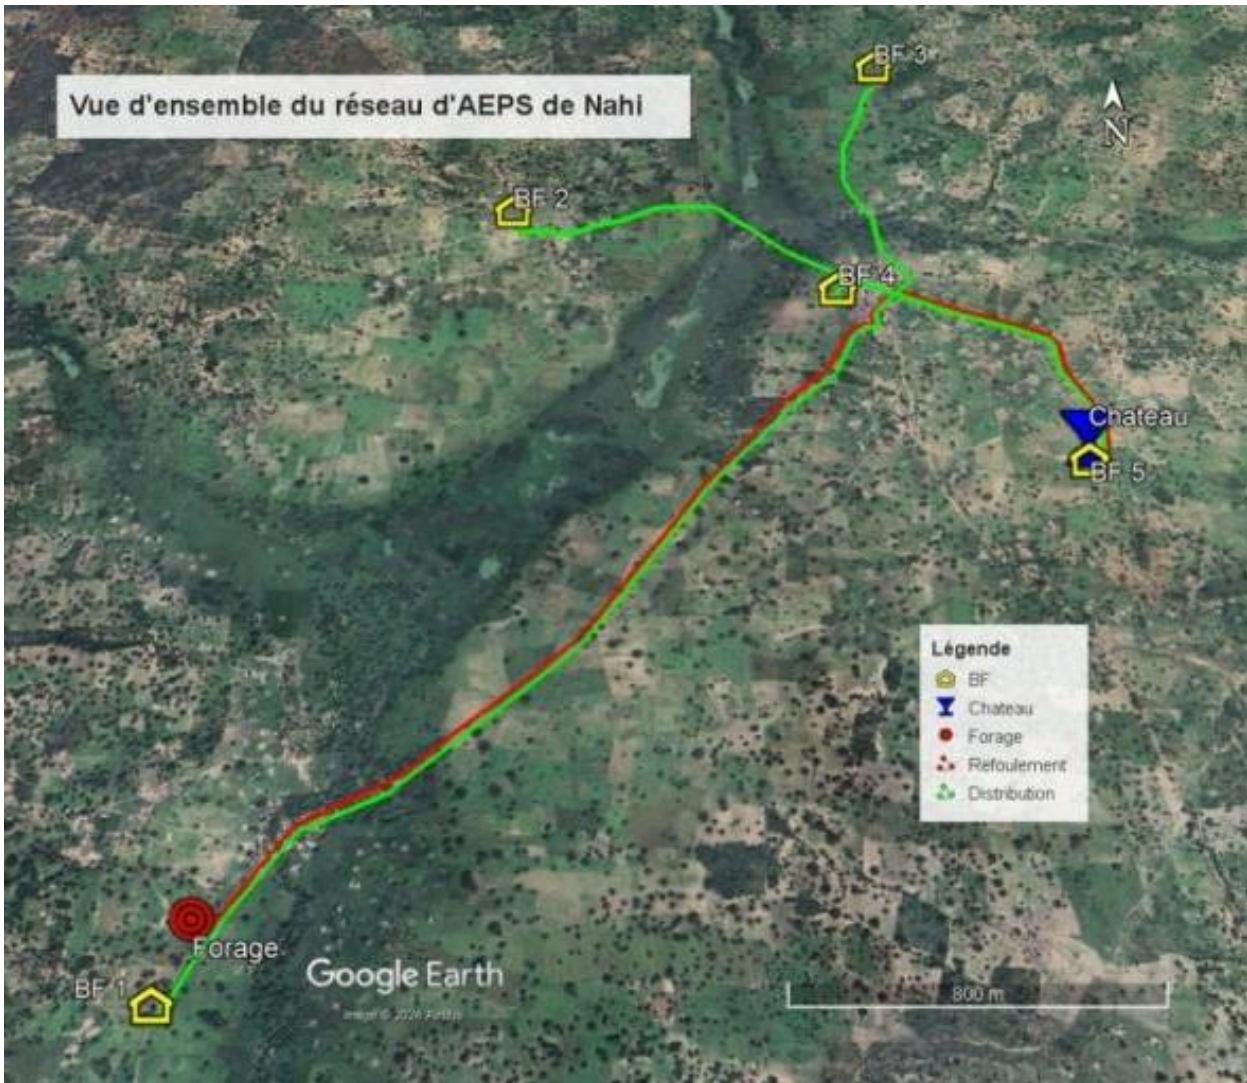 Vue d'ensemble du réseau d'AEPS de Nahi
BF 3
N
BF 2
BF 4
Chateau
BF 5
Légende
BF
Chateau
Forage
Refoulement
Distribution
Forage
BF 1
Google Earth
800 m